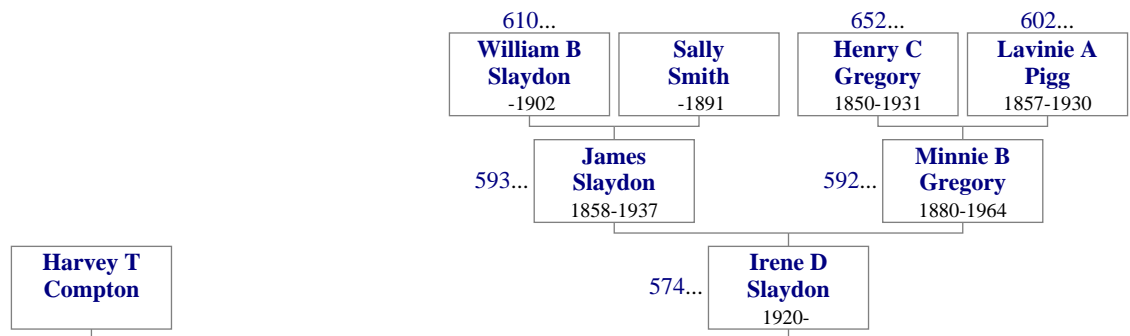 610... 652... 602...
William B Sally Henry C Lavinie A
Slaydon Smith Gregory Pigg
-1902 -1891 1850-1931 1857-1930
James Minnie B
593... Slaydon 592... Gregory
1858-1937 1880-1964
Harvey T Irene D
Compton 574... Slaydon
1920-